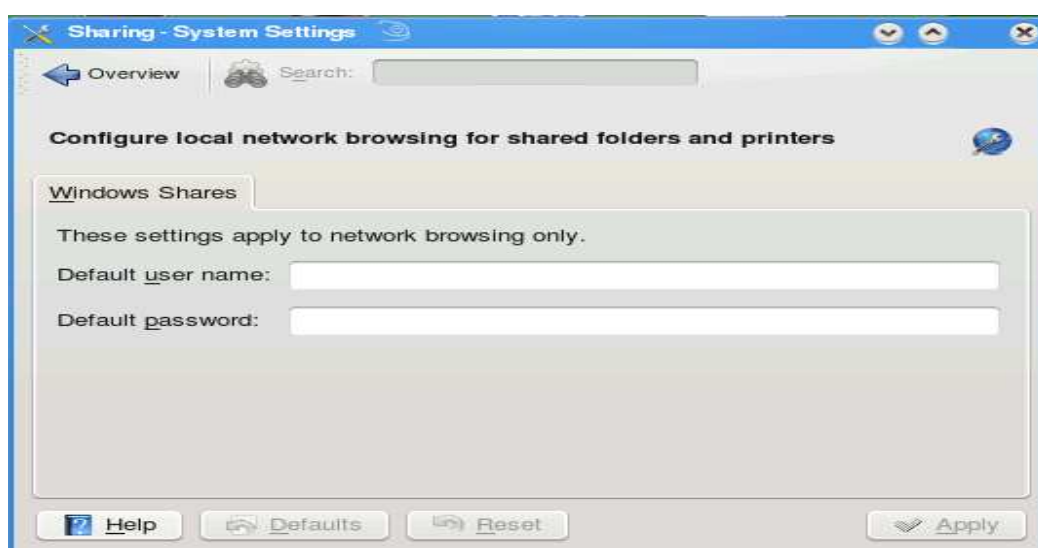 Sharing - System Settings
Overview
Search:
Configure local network browsing for shared folders and printers
Windows Shares
These settings apply to network browsing only.
Default user name:
Default password:
Help
Defaults
Reset
Apply